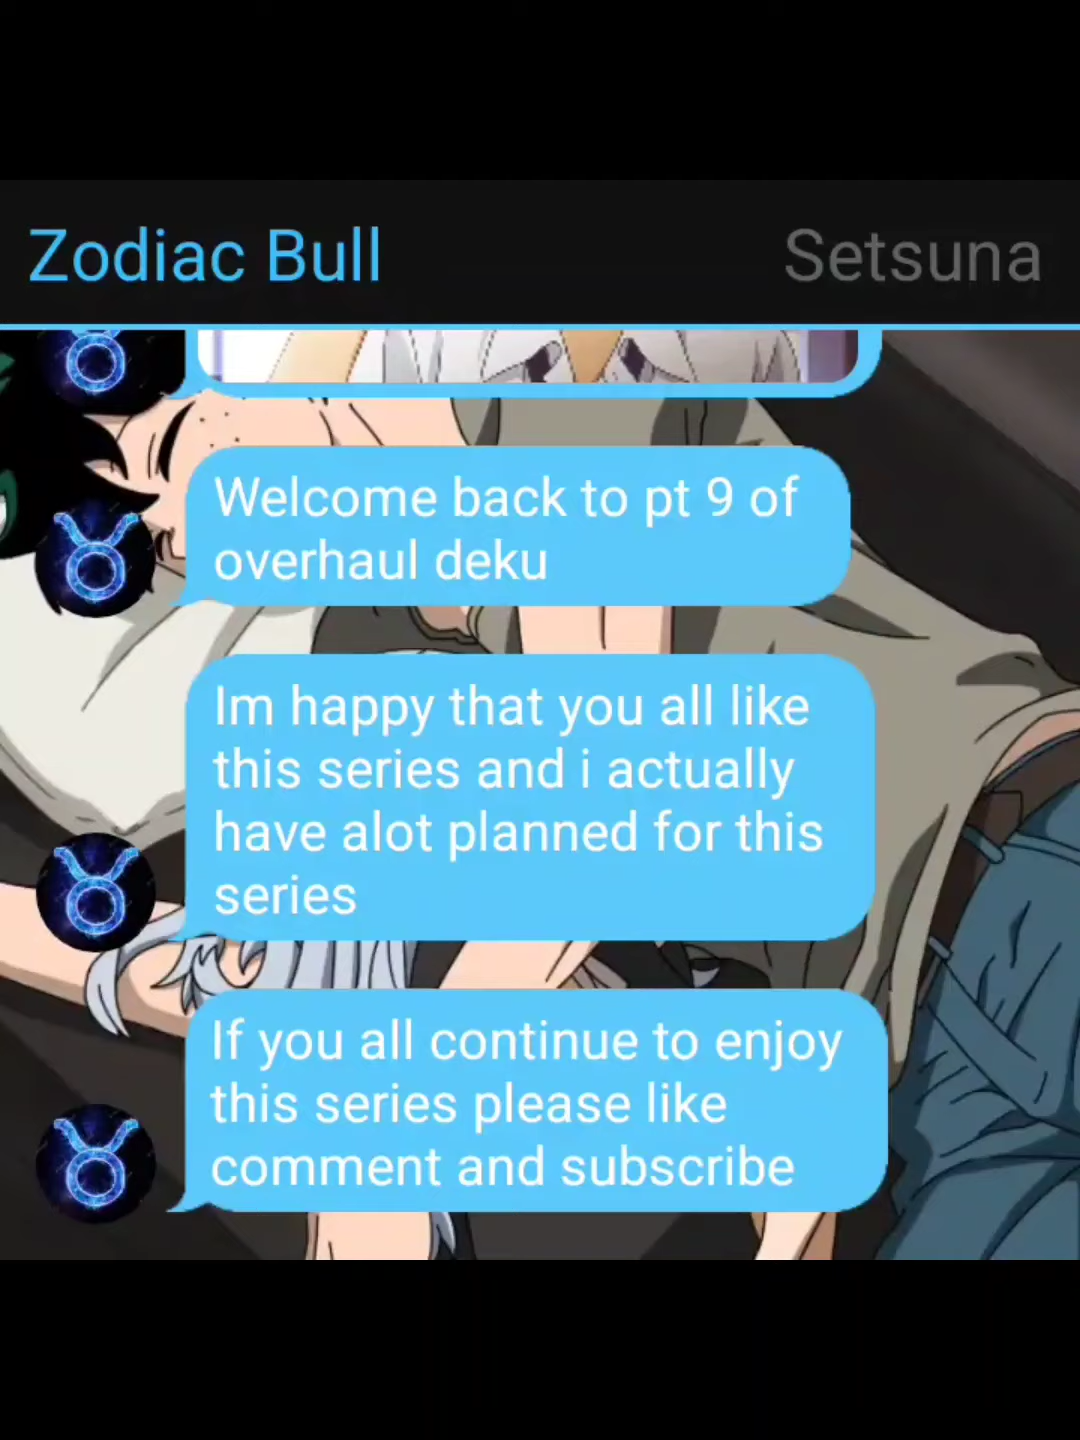 Zodiac Bull
Setsuna
Welcome back to pt 9 of
overhaul deku
Im happy that you all like
this series and i actually
have alot planned for this
series
If you all continue to enjoy
this series please like
comment and subscribe